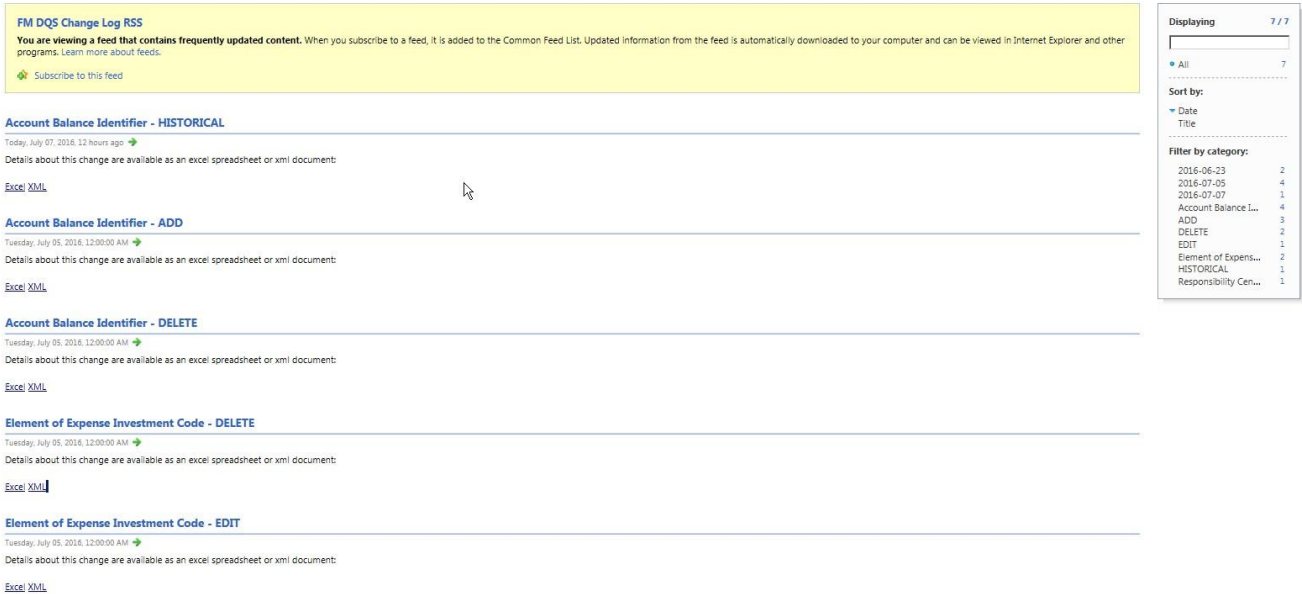 FM DQS Change Log RSS
You are viewing a feed that contains frequently updated content. When you subscribe to a feed, it is added to the Common Feed List. Updated information from the feed is automatically downloaded to your computer and can be viewed in Internet Explorer and other
programs. Learn more about feeds.
Subscribe to this feed
Account Balance Identifier - HISTORICAL
Today, July 07, 2016, 12 hours ago
Details about this change are available as an excel spreadsheet or xml document:
Excel XML
Account Balance Identifier - ADD
Tuesday, July 05, 2016, 12:00:00 AM
Details about this change are available as an excel spreadsheet or xml document:
Excel XML
Account Balance Identifier - DELETE
Tuesday, July 05, 2016, 12:00:00 AM
Details about this change are available as an excel spreadsheet or xml document:
Excel XML
Element of Expense Investment Code - DELETE
Tuesday, July 05, 2016, 12:00:00 AM
Details about this change are available as an excel spreadsheet or xml document:
Excel XML
Element of Expense Investment Code - EDIT
Tuesday, July 05, 2016, 12:00:00 AM
Details about this change are available as an excel spreadsheet or xml document:
Excel XML
Displaying 7 / 7
All 7
Sort by:
Date
Title
Filter by category:
2016-06-23 2
2016-07-05 4
2016-07-07 1
Account Balance I... 4
ADD 3
DELETE 2
EDIT 1
Element of Expens... 2
HISTORICAL 1
Responsibility Cen... 1